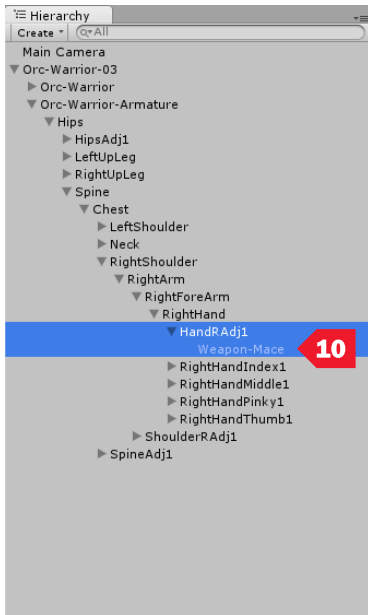 Hierarchy
Create All
Main Camera
Orc-Warrior-03
Orc-Warrior
Orc-Warrior-Armature
Hips
HipsAdj1
LeftUpLeg
RightUpLeg
Spine
Chest
LeftShoulder
Neck
RightShoulder
RightArm
RightForeArm
RightHand
HandRAdj1
Weapon-Mace 10
RightHandIndex1
RightHandMiddle1
RightHandPinky1
RightHandThumb1
ShoulderRAdj1
SpineAdj1